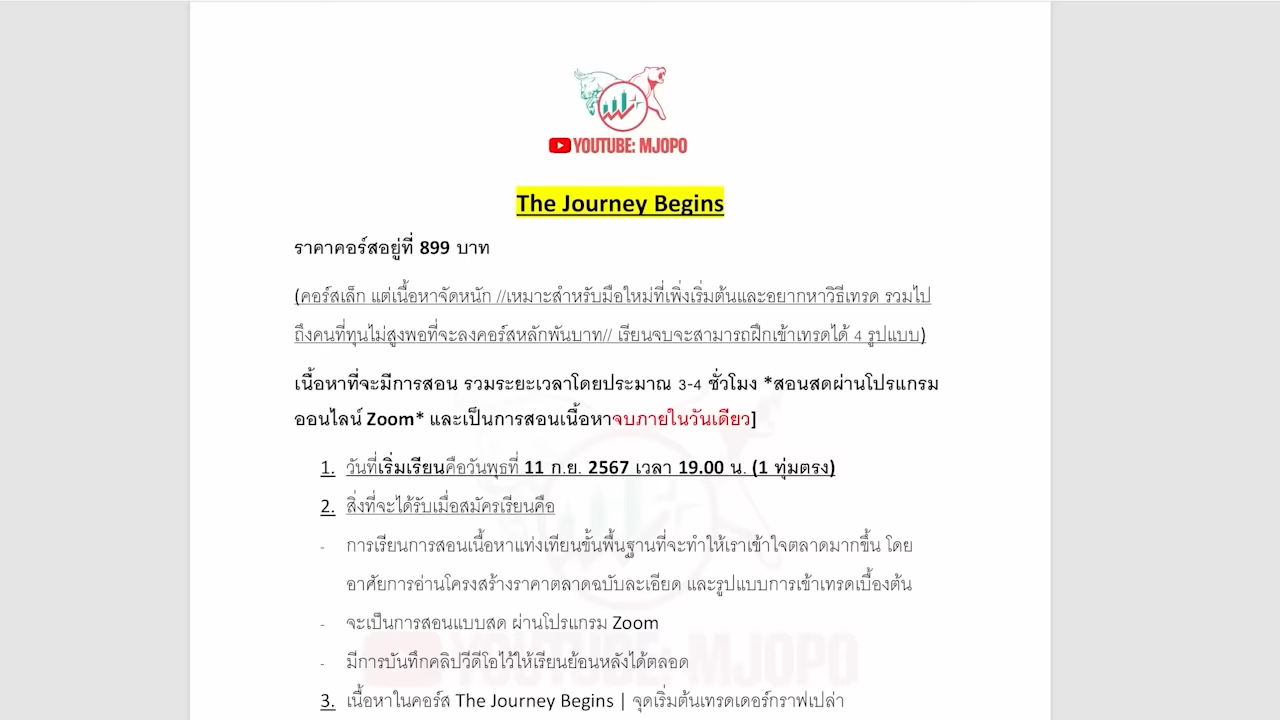 YOUTUBE: MJOPO
The Journey Begins
ราคาคอร์สอยู่ที่ 899 บาท
(คอร์สเล็ก แต่เนื้อหาจัดหนัก //เหมาะสำหรับมือใหม่ที่เพิ่งเริ่มต้นและอยากหาวิธีเทรด รวมไป
ถึงคนที่ทุนไม่สูงพอที่จะลงคอร์สหลักพันบาท// เรียนจบจะสามารถฝึกเข้าเทรดได้ 4 รูปแบบ)
เนื้อหาที่จะมีการสอน รวมระยะเวลาโดยประมาณ 3-4 ชั่วโมง *สอนสดผ่านโปรแกรม
ออนไลน์ Zoom* และเป็นการสอนเนื้อหาจบภายในวันเดียว]
1. วันที่เริ่มเรียนคือวันพุธที่ 11 ก.ย. 2567 เวลา 19.00 น. (1 ทุ่มตรง)
2. สิ่งที่จะได้รับเมื่อสมัครเรียนคือ
- การเรียนการสอนเนื้อหาแท่งเทียนขั้นพื้นฐานที่จะทำให้เราเข้าใจตลาดมากขึ้น โดย
อาศัยการอ่านโครงสร้างราคาตลาดฉบับละเอียด และรูปแบบการเข้าเทรดเบื้องต้น
- จะเป็นการสอนแบบสด ผ่านโปรแกรม Zoom
- มีการบันทึกคลิปวีดีโอไว้ให้เรียนย้อนหลังได้ตลอด
YOUTUBE: MJOPO
3. เนื้อหาในคอร์ส The Journey Begins | จุดเริ่มต้นเทรดเดอร์กราฟเปล่า